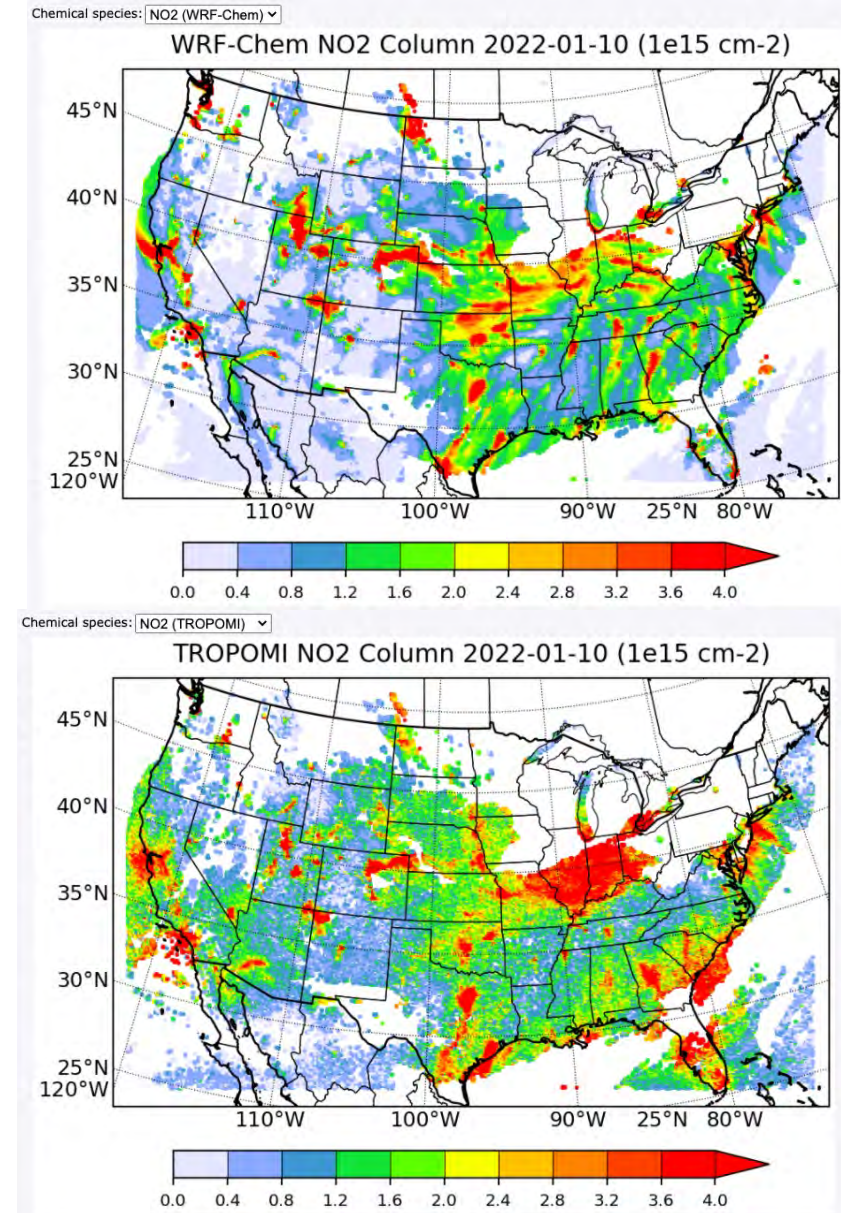 Chemical species: NO2 (WRF-Chem)
WRF-Chem NO2 Column 2022-01-10 (1e15 cm-2)
45°N
40°N
35°N
30°N
25°N
120°W
110°W 100°W 90°W 25°N 80°W
0.0 0.4 0.8 1.2 1.6 2.0 2.4 2.8 3.2 3.6 4.0
Chemical species: NO2 (TROPOMI)
TROPOMI NO2 Column 2022-01-10 (1e15 cm-2)
45°N
40°N
35°N
30°N
25°N
120°W
110°W 100°W 90°W 25°N 80°W
0.0 0.4 0.8 1.2 1.6 2.0 2.4 2.8 3.2 3.6 4.0